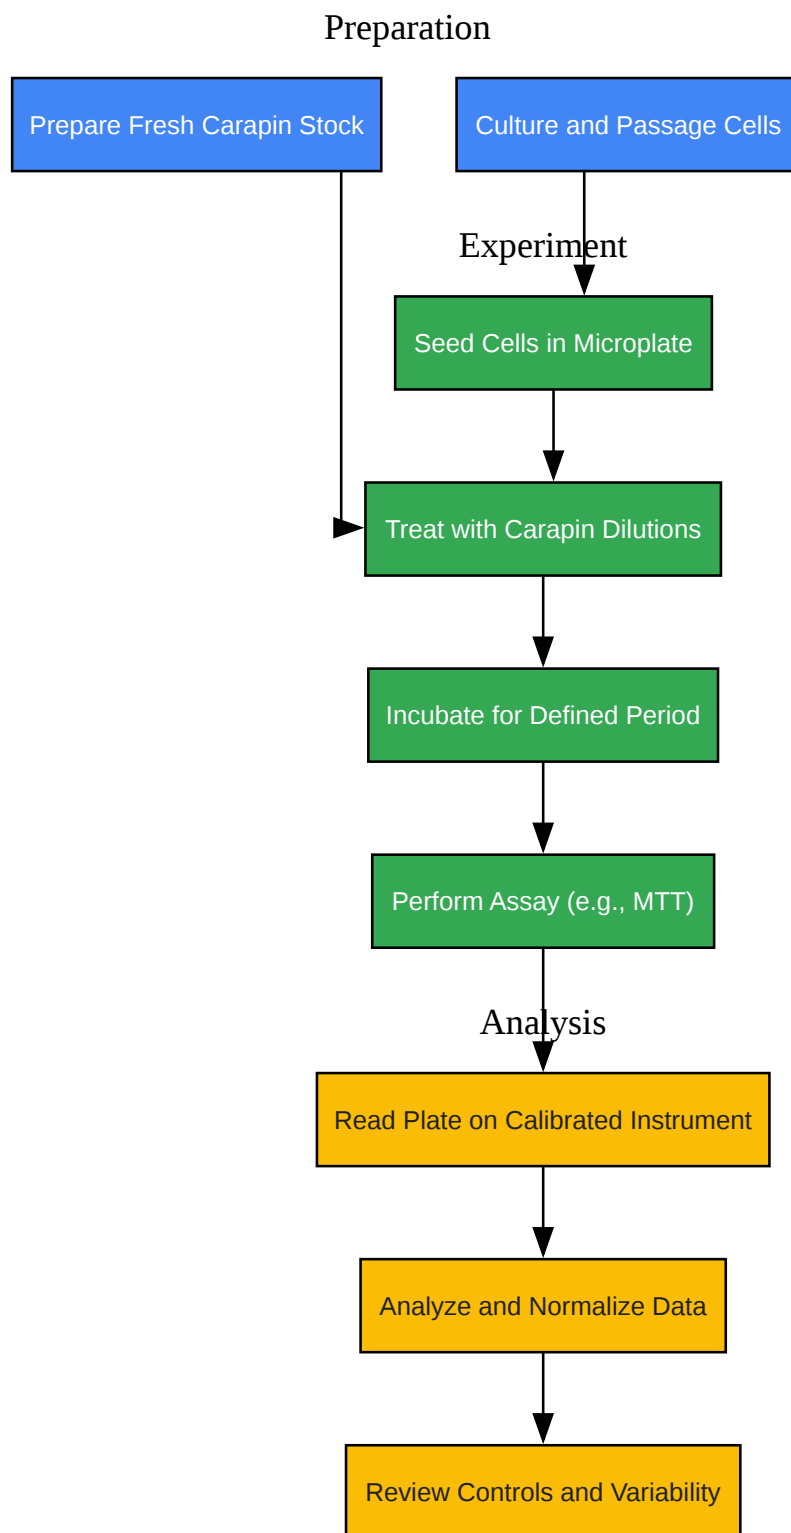 Preparation
Prepare Fresh Carapin Stock
Culture and Passage Cells
Experiment
Seed Cells in Microplate
Treat with Carapin Dilutions
Incubate for Defined Period
Perform Assay (e.g., MTT)
Analysis
Read Plate on Calibrated Instrument
Analyze and Normalize Data
Review Controls and Variability